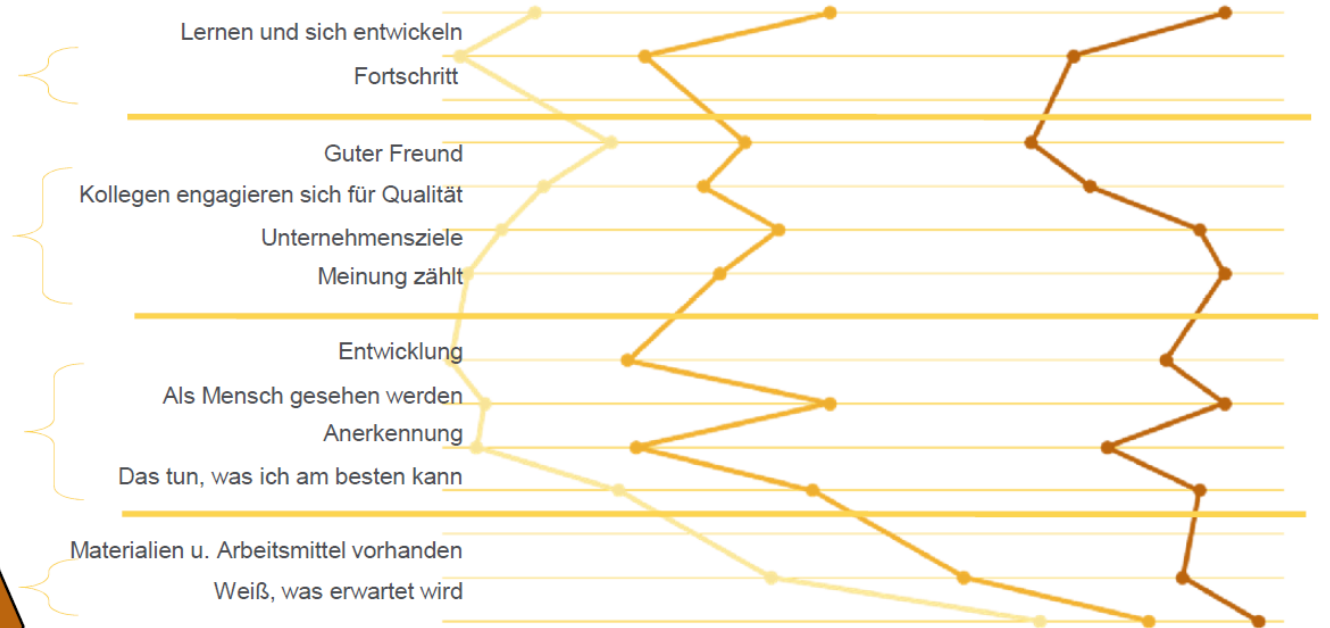 Lernen und sich entwickeln
Fortschritt
Guter Freund
Kollegen engagieren sich für Qualität
Unternehmensziele
Meinung zählt
Entwicklung
Als Mensch gesehen werden
Anerkennung
Das tun, was ich am besten kann
Materialien u. Arbeitsmittel vorhanden
Weiß, was erwartet wird